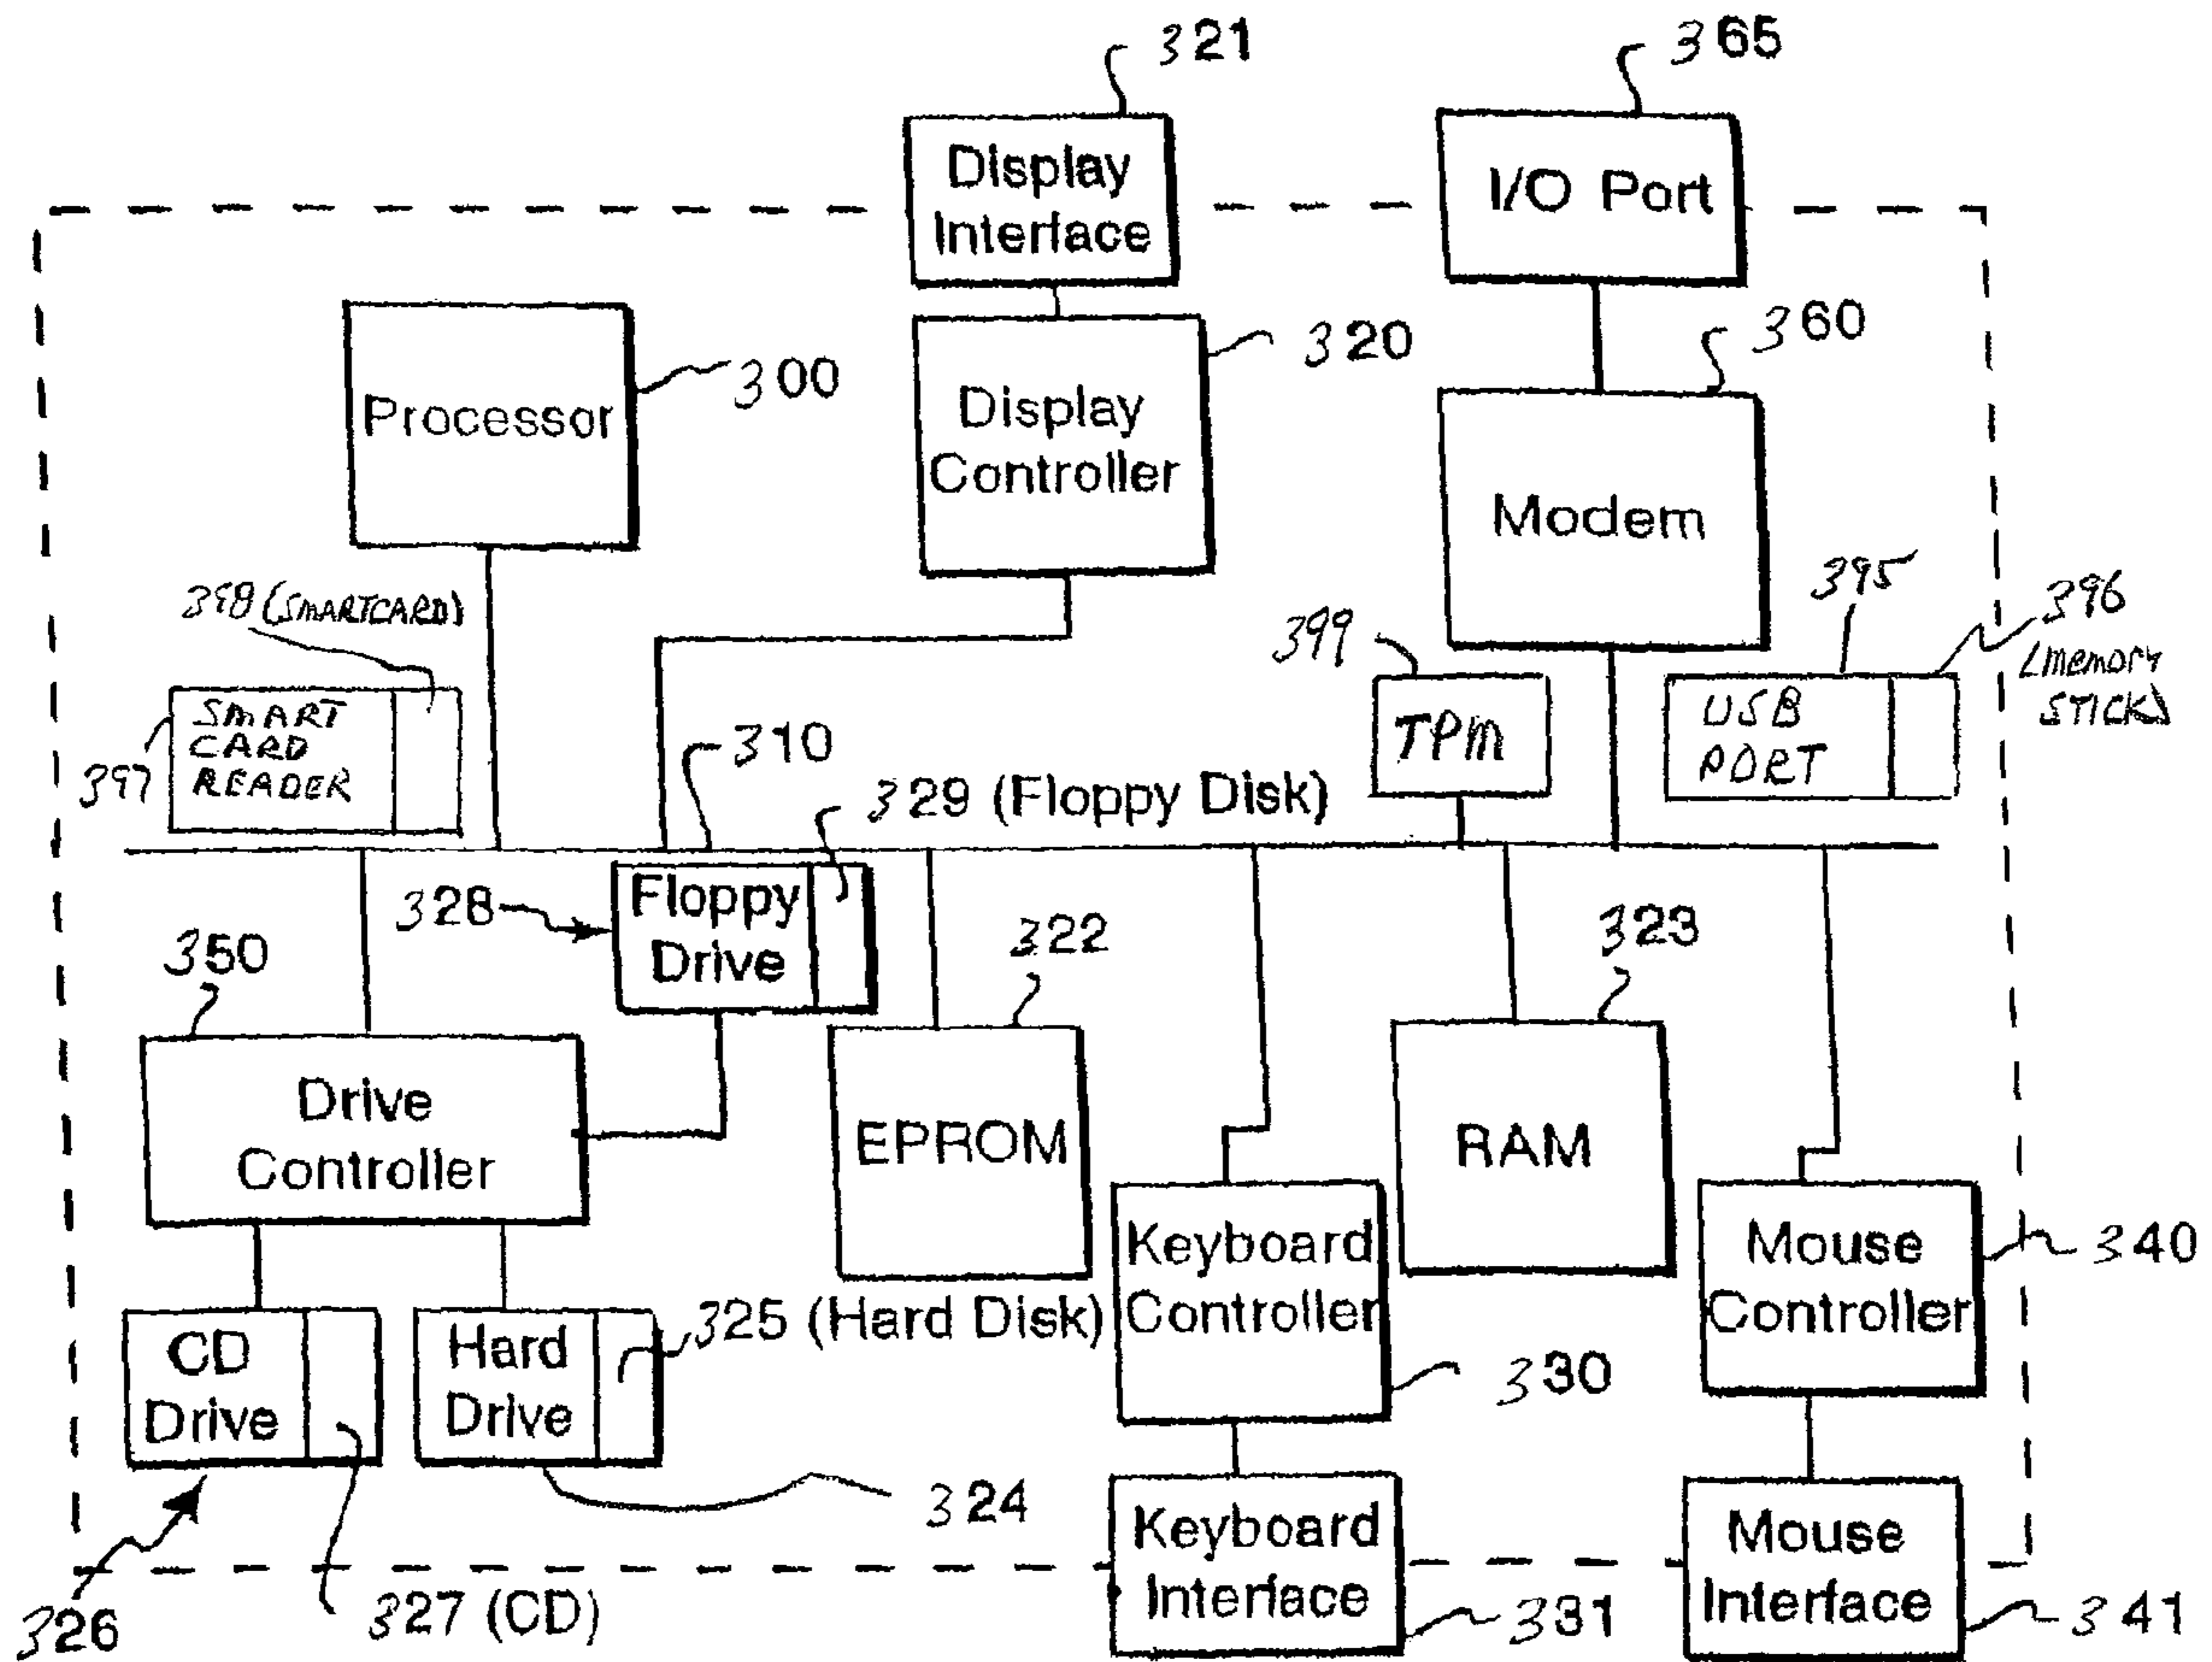 321
365
Display
Interface
I/O Port
360
320
300
Processor
Display
Controller
Modem
398 (SMARTCARD)
395
396
(memory
STICK)
399
SMART
CARD
READER
397
TPM
USB
PORT
310
329 (Floppy Disk)
328
Floppy
Drive
322
323
350
Drive
Controller
EPROM
RAM
Keyboard
Controller
Mouse
Controller
340
325 (Hard Disk)
CD
Drive
Hard
Drive
330
324
Keyboard
Interface
Mouse
Interface
326
327 (CD)
331
341